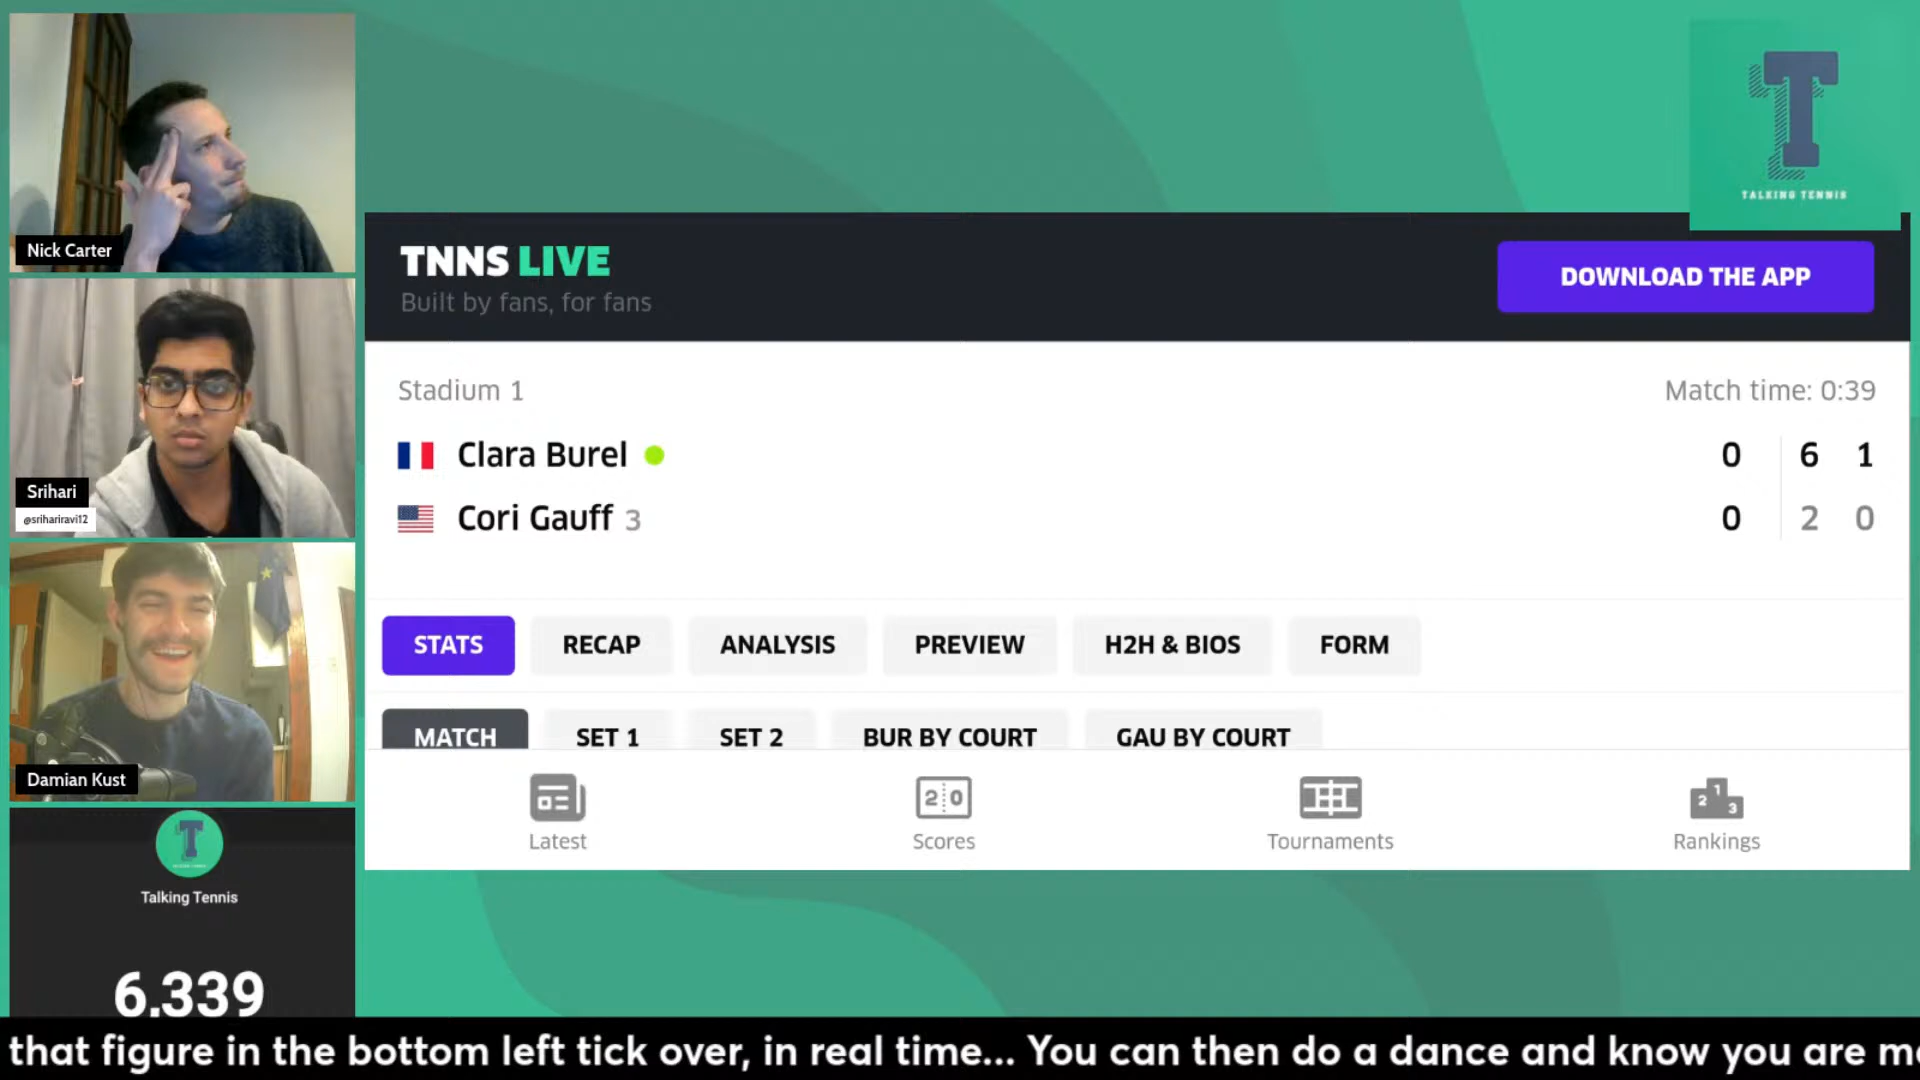 Nick Carter
Srihari
@srihariravi12
Damian Kust
Talking Tennis
6,339
TALKING TENNIS
TNNS LIVE
Built by fans, for fans
DOWNLOAD THE APP
Stadium 1
Match time: 0:39
Clara Burel 0 6 1
Cori Gauff 3 0 2 0
STATS RECAP ANALYSIS PREVIEW H2H & BIOS FORM
MATCH SET 1 SET 2 BUR BY COURT GAU BY COURT
Latest Scores Tournaments Rankings
that figure in the bottom left tick over, in real time... You can then do a dance and know you are